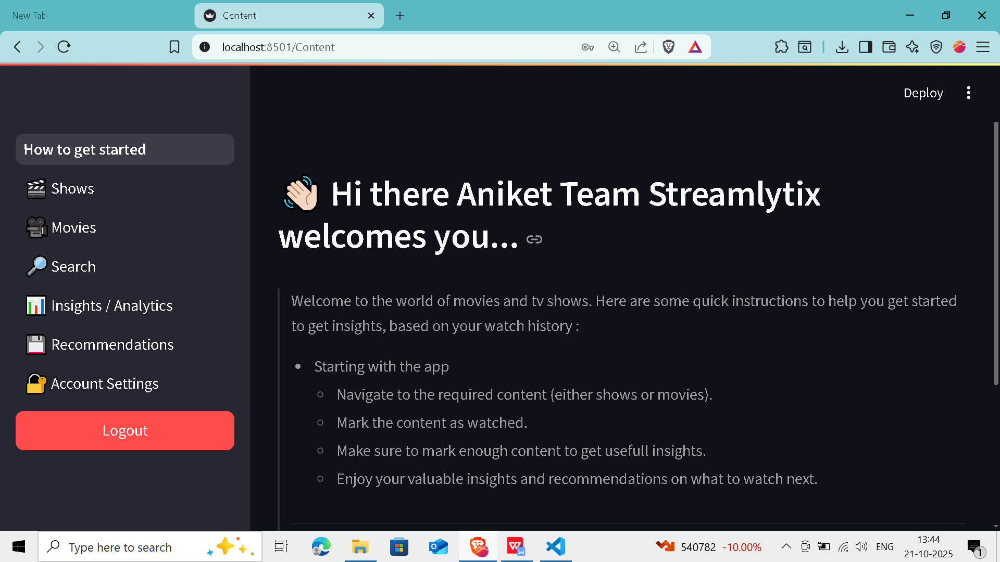 New Tab
Content
localhost:8501/Content
Deploy
How to get started
Shows
Movies
Search
Insights / Analytics
Recommendations
Account Settings
Logout
Hi there Aniket Team Streamlytix
welcomes you...
Welcome to the world of movies and tv shows. Here are some quick instructions to help you get started
to get insights, based on your watch history :
Starting with the app
Navigate to the required content (either shows or movies).
Mark the content as watched.
Make sure to mark enough content to get usefull insights.
Enjoy your valuable insights and recommendations on what to watch next.
Type here to search
540782 -10.00%
ENG
13:44
21-10-2025
1